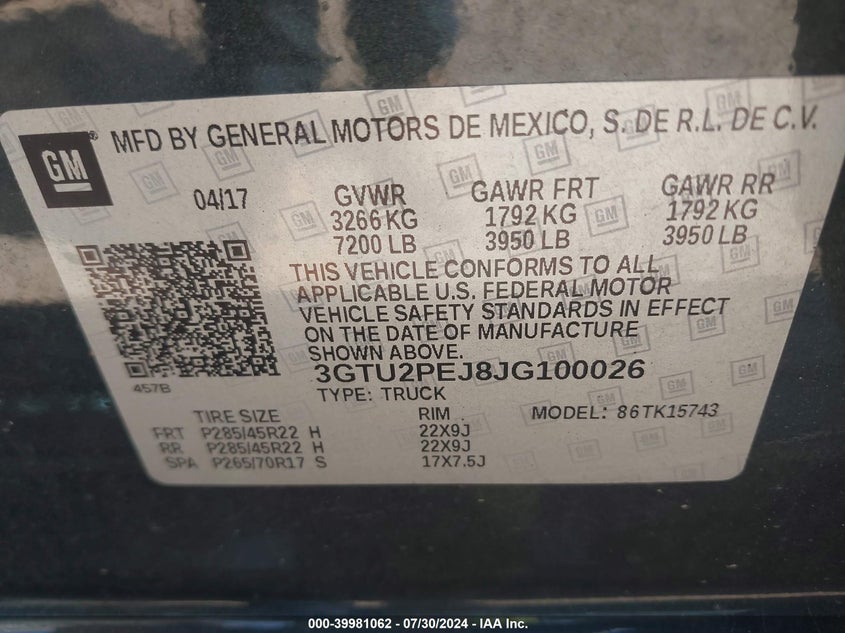 GM®
MFD BY GENERAL MOTORS DE MEXICO, S. DE R.L. DE C.V.
04/17 GVWR GAWR FRT GAWR RR
3266 KG 1792 KG 1792 KG
7200 LB 3950 LB 3950 LB
THIS VEHICLE CONFORMS TO ALL
APPLICABLE U.S. FEDERAL MOTOR
VEHICLE SAFETY STANDARDS IN EFFECT
ON THE DATE OF MANUFACTURE
SHOWN ABOVE.
457B
3GTU2PEJ8JG100026
TYPE: TRUCK
TIRE SIZE RIM MODEL: 86TK15743
FRT P285/45R22 H 22X9J
RR P285/45R22 H 22X9J
SPA P265/70R17 S 17X7.5J
000-39981062 - 07/30/2024 - IAA Inc.